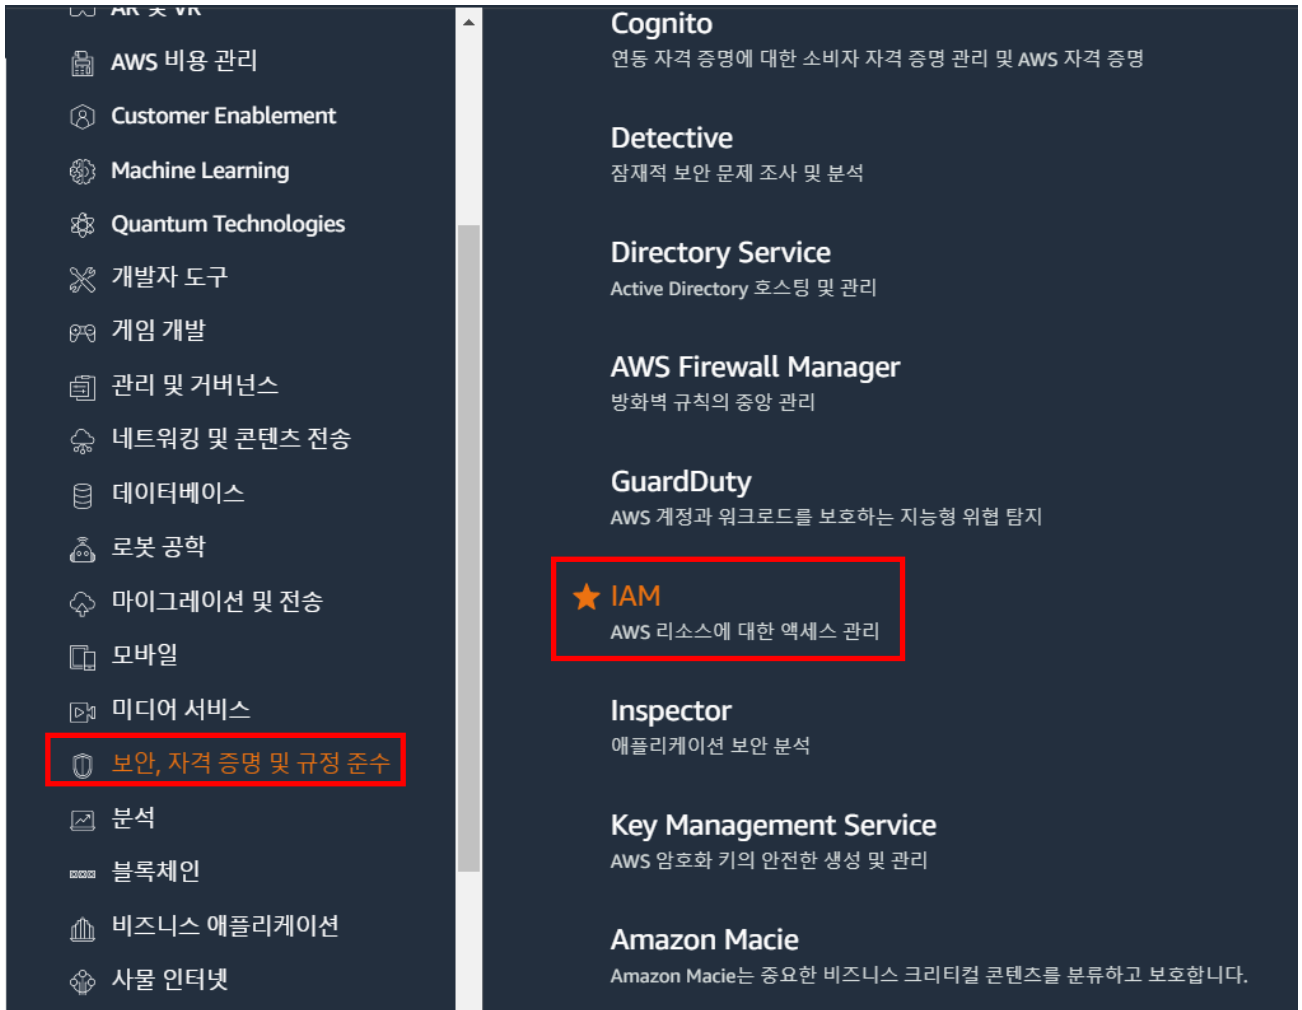 AR 및 VR
AWS 비용 관리
Customer Enablement
Machine Learning
Quantum Technologies
개발자 도구
게임 개발
관리 및 거버넌스
네트워킹 및 콘텐츠 전송
데이터베이스
로봇 공학
마이그레이션 및 전송
모바일
미디어 서비스
보안, 자격 증명 및 규정 준수
분석
블록체인
비즈니스 애플리케이션
사물 인터넷
Cognito
연동 자격 증명에 대한 소비자 자격 증명 관리 및 AWS 자격 증명
Detective
잠재적 보안 문제 조사 및 분석
Directory Service
Active Directory 호스팅 및 관리
AWS Firewall Manager
방화벽 규칙의 중앙 관리
GuardDuty
AWS 계정과 워크로드를 보호하는 지능형 위협 탐지
IAM
AWS 리소스에 대한 액세스 관리
Inspector
애플리케이션 보안 분석
Key Management Service
AWS 암호화 키의 안전한 생성 및 관리
Amazon Macie
Amazon Macie는 중요한 비즈니스 크리티컬 콘텐츠를 분류하고 보호합니다.